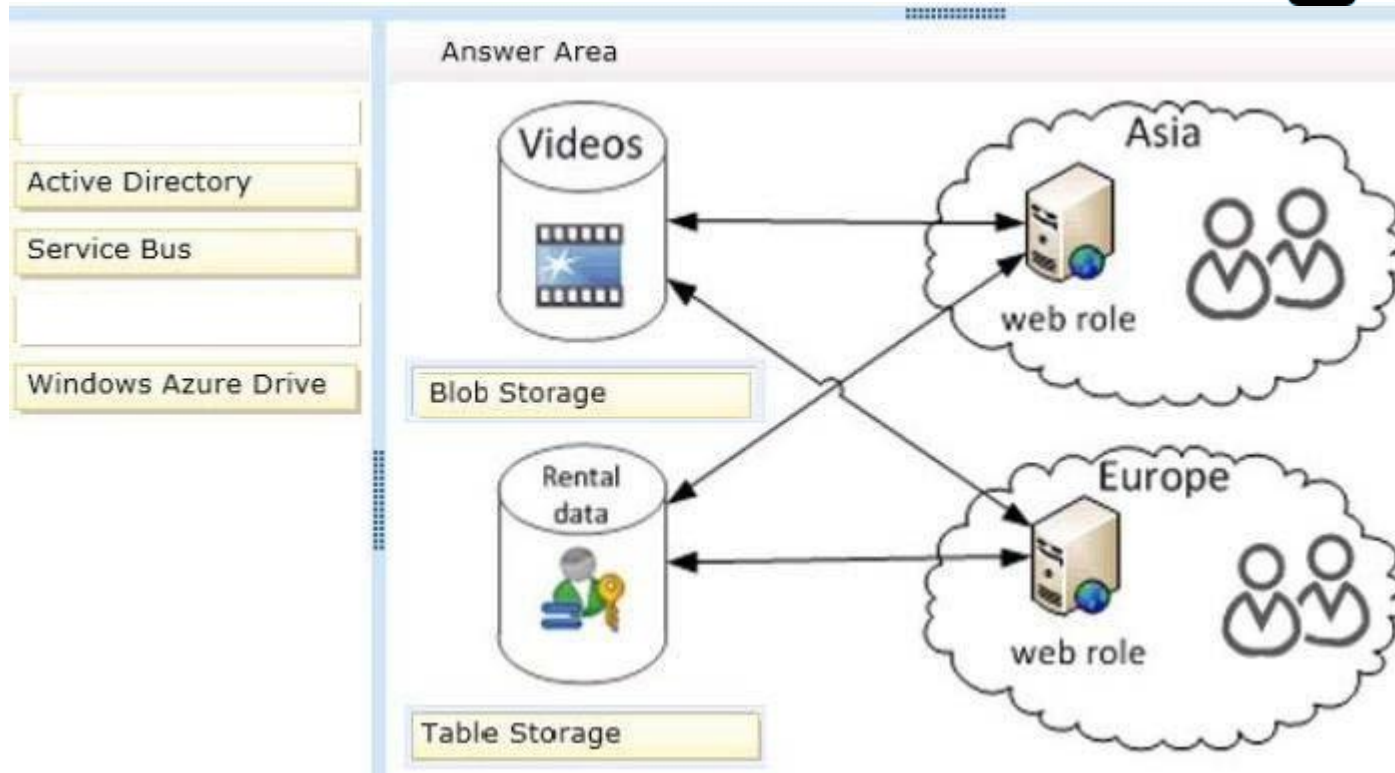 Answer Area
Active Directory
Service Bus
Windows Azure Drive
Videos
Blob Storage
Rental
data
Table Storage
Asia
web role
Europe
web role